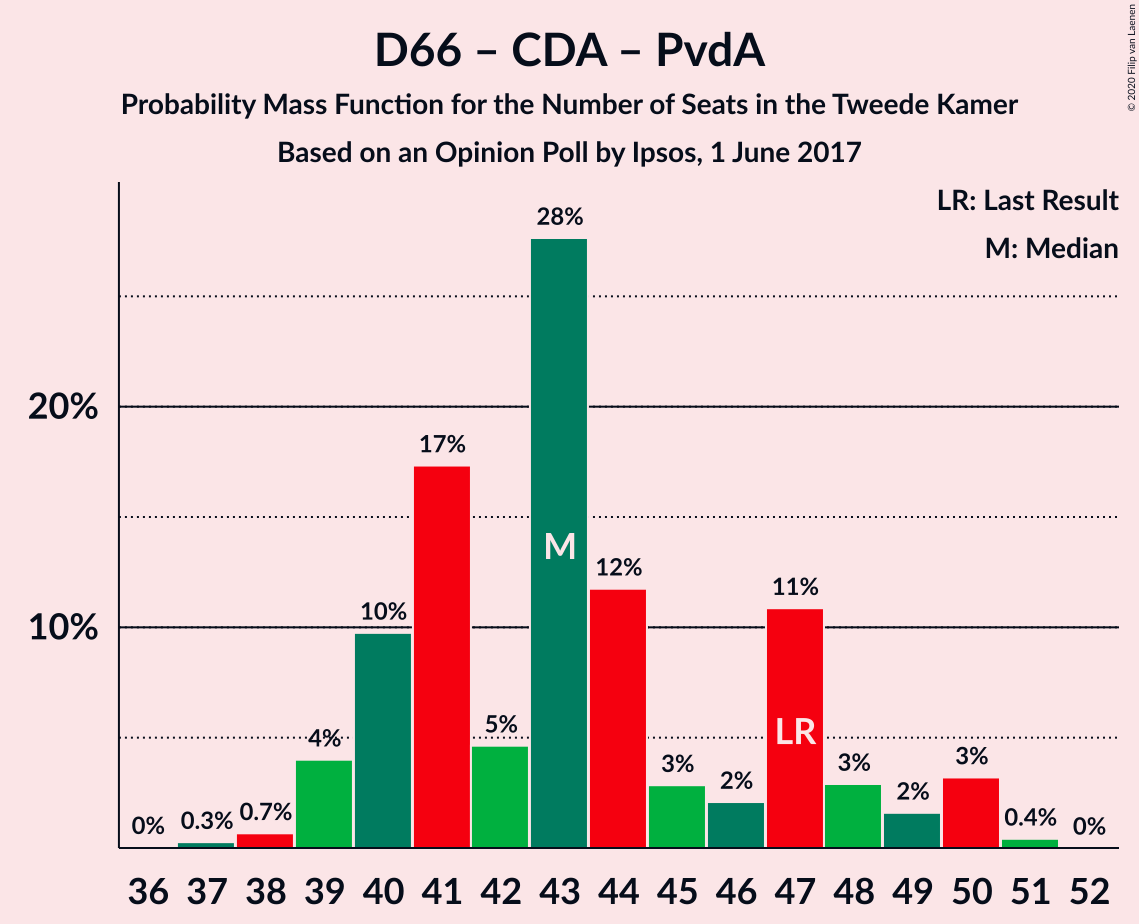 D66 – CDA – PvdA
Probability Mass Function for the Number of Seats in the Tweede Kamer
Based on an Opinion Poll by Ipsos, 1 June 2017
© 2020 Filip van Laenen
LR: Last Result
M: Median
20%
10%
0%
0.3%
0.7%
4%
10%
17%
5%
28%
12%
3%
2%
11%
3%
2%
3%
0.4%
0%
M
LR
36 37 38 39 40 41 42 43 44 45 46 47 48 49 50 51 52